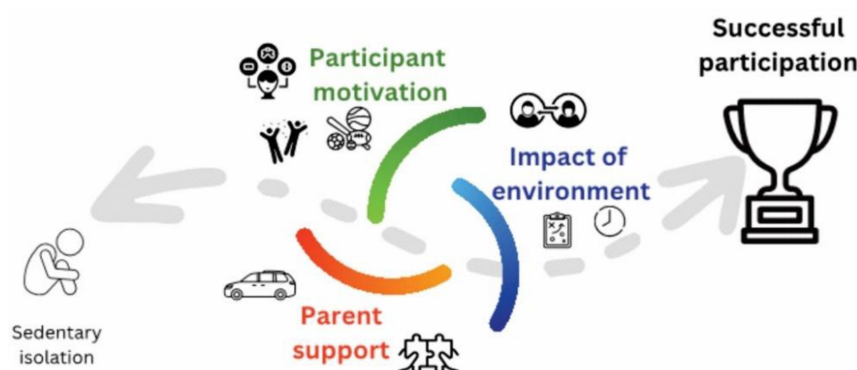 Successful
participation
Participant
motivation
Impact of
environment
Parent
support
Sedentary
isolation